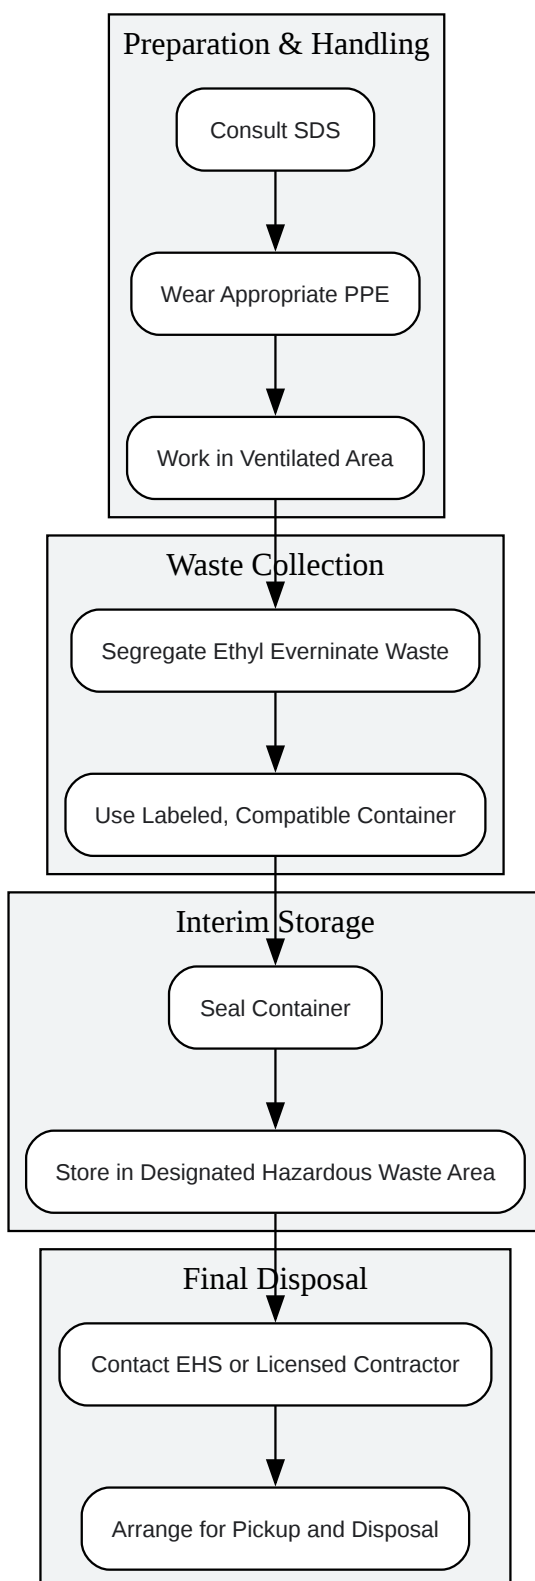 Preparation & Handling
Consult SDS
Wear Appropriate PPE
Work in Ventilated Area
Waste Collection
Segregate Ethyl Everninate Waste
Use Labeled, Compatible Container
Interim Storage
Seal Container
Store in Designated Hazardous Waste Area
Final Disposal
Contact EHS or Licensed Contractor
Arrange for Pickup and Disposal